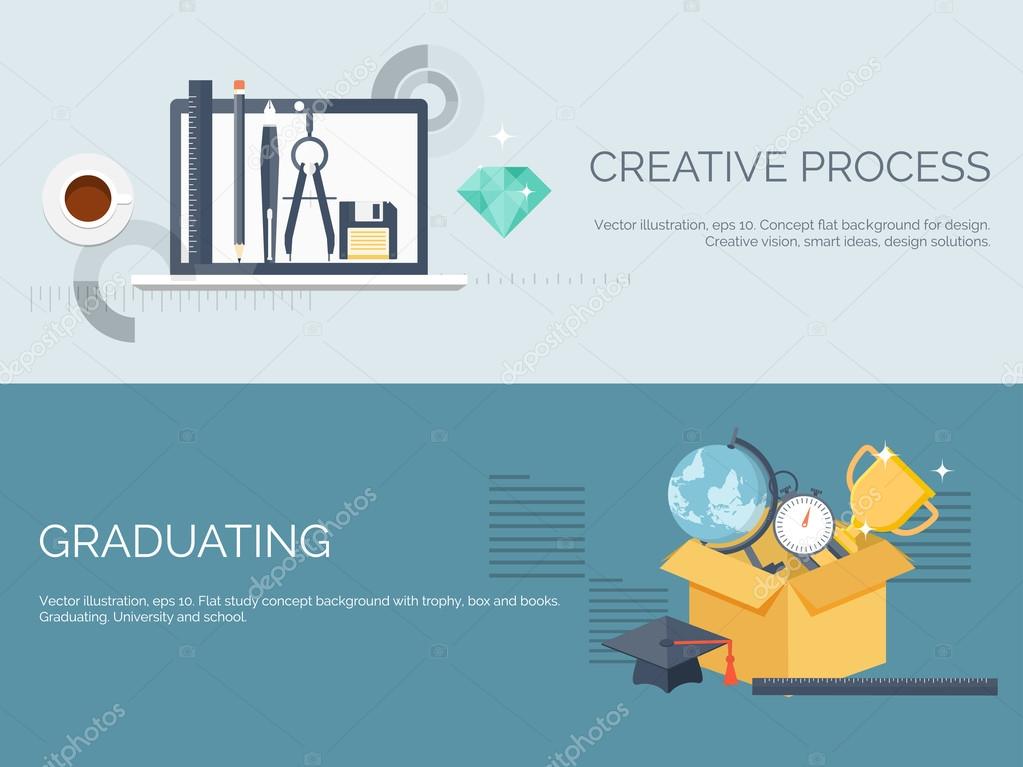 CREATIVE PROCESS
Vector illustration, eps 10. Concept flat background for design.
Creative vision, smart ideas, design solutions.
GRADUATING
Vector illustration, eps 10. Flat study concept background with trophy, box and books.
Graduating. University and school.
depositphotos